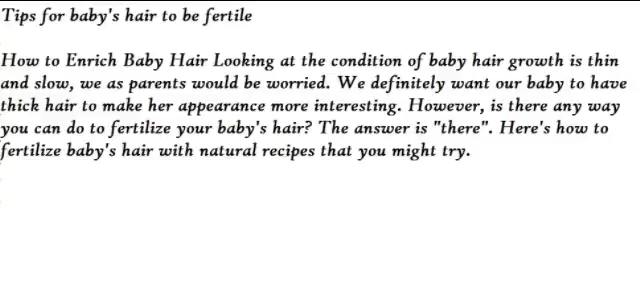 Tips for baby's hair to be fertile
How to Enrich Baby Hair Looking at the condition of baby hair growth is thin
and slow, we as parents would be worried. We definitely want our baby to have
thick hair to make her appearance more interesting. However, is there any way
you can do to fertilize your baby's hair? The answer is "there". Here's how to
fertilize baby's hair with natural recipes that you might try.